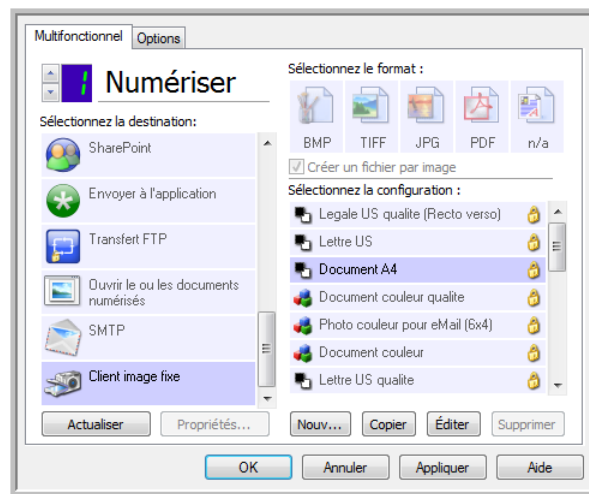 Multifonctionnel
Options
1
Numériser
Sélectionnez la destination:
SharePoint
Envoyer à l'application
Transfert FTP
Ouvrir le ou les documents
numérisés
SMTP
Client image fixe
Actualiser
Propriétés...
Sélectionnez le format :
BMP
TIFF
JPG
PDF
n/a
Créer un fichier par image
Sélectionnez la configuration :
Legale US qualite (Recto verso)
Lettre US
Document A4
Document couleur qualite
Photo couleur pour eMail (6x4)
Document couleur
Lettre US qualite
Nouv...
Copier
Éditer
Supprimer
OK
Annuler
Appliquer
Aide